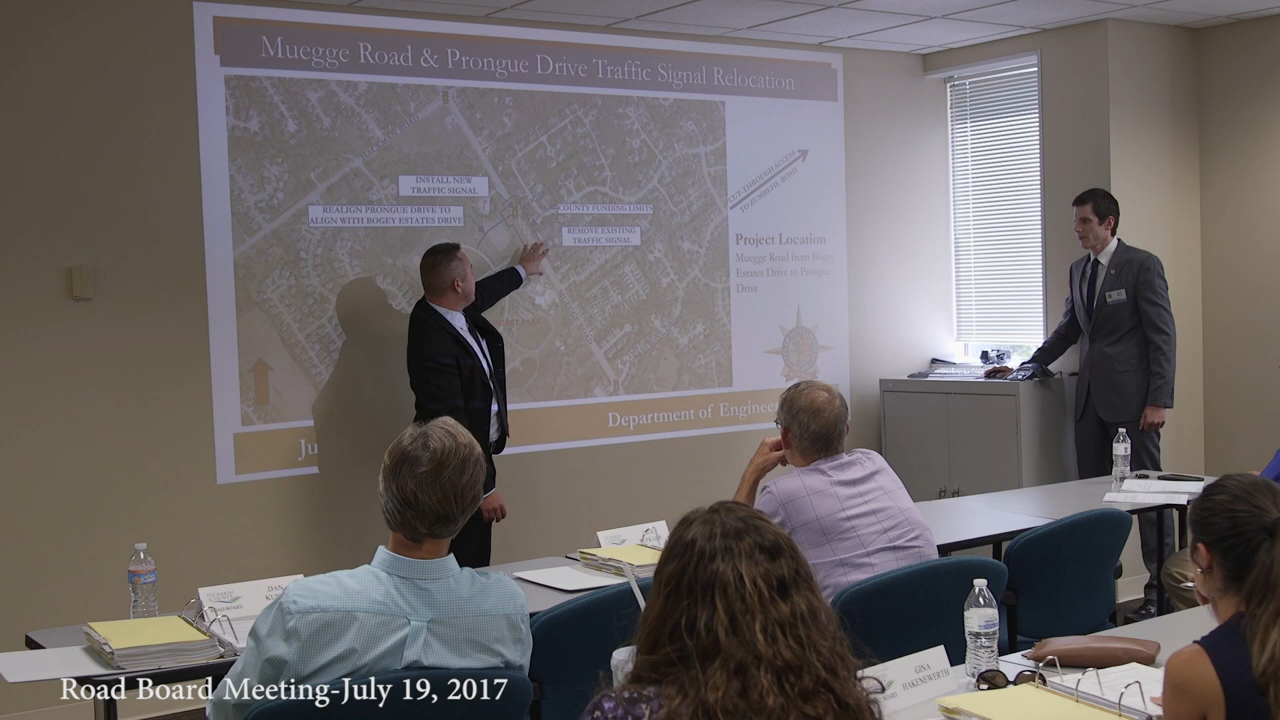 Muegge Road & Prongue Drive Traffic Signal Relocation
INSTALL NEW
TRAFFIC SIGNAL
REALIGN PRONGUE DRIVE TO
ALIGN WITH BOGEY ESTATES DRIVE
COUNTY FUNDING LIMITS
REMOVE EXISTING
TRAFFIC SIGNAL
CUT-THROUGH ACCESS
TO ZUMBEHL ROAD
Project Location
Muegge Road from Bogey
Estates Drive to Prongue
Drive
Department of
ROAD BOARD
GINA
HAKENEWERTH
Road Board Meeting-July 19, 2017